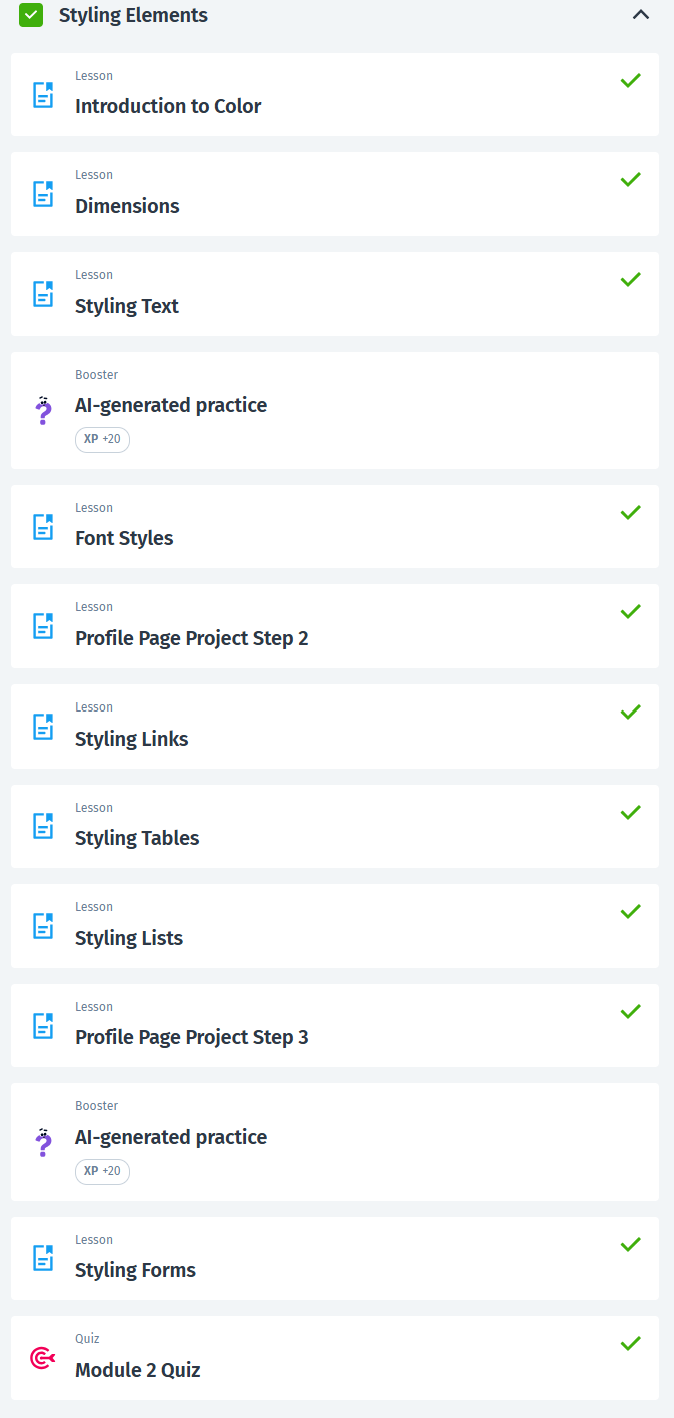 Styling Elements
Lesson
Introduction to Color
Lesson
Dimensions
Lesson
Styling Text
Booster
AI-generated practice
XP +20
Lesson
Font Styles
Lesson
Profile Page Project Step 2
Lesson
Styling Links
Lesson
Styling Tables
Lesson
Styling Lists
Lesson
Profile Page Project Step 3
Booster
AI-generated practice
XP +20
Lesson
Styling Forms
Quiz
Module 2 Quiz